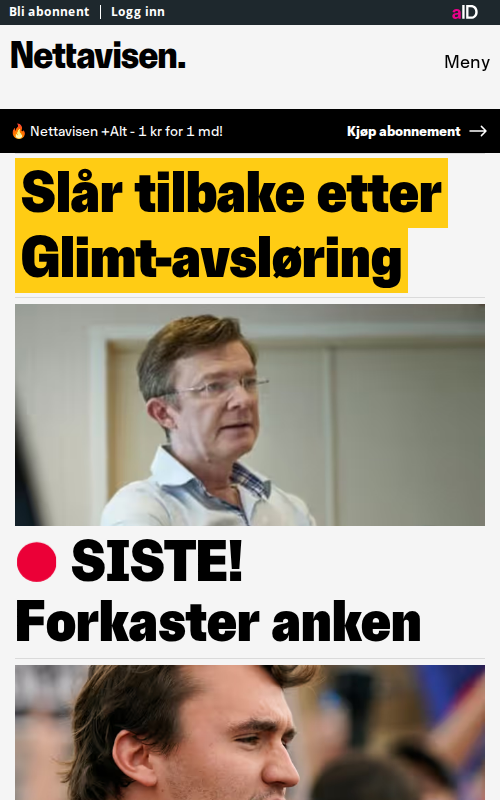 Bli abonnent | Logg inn
aID
Nettavisen.
Meny
🔥 Nettavisen +Alt - 1 kr for 1 md!
Kjøp abonnement →
Slår tilbake etter
Glimt-avsløring
SISTE!
Forkaster anken